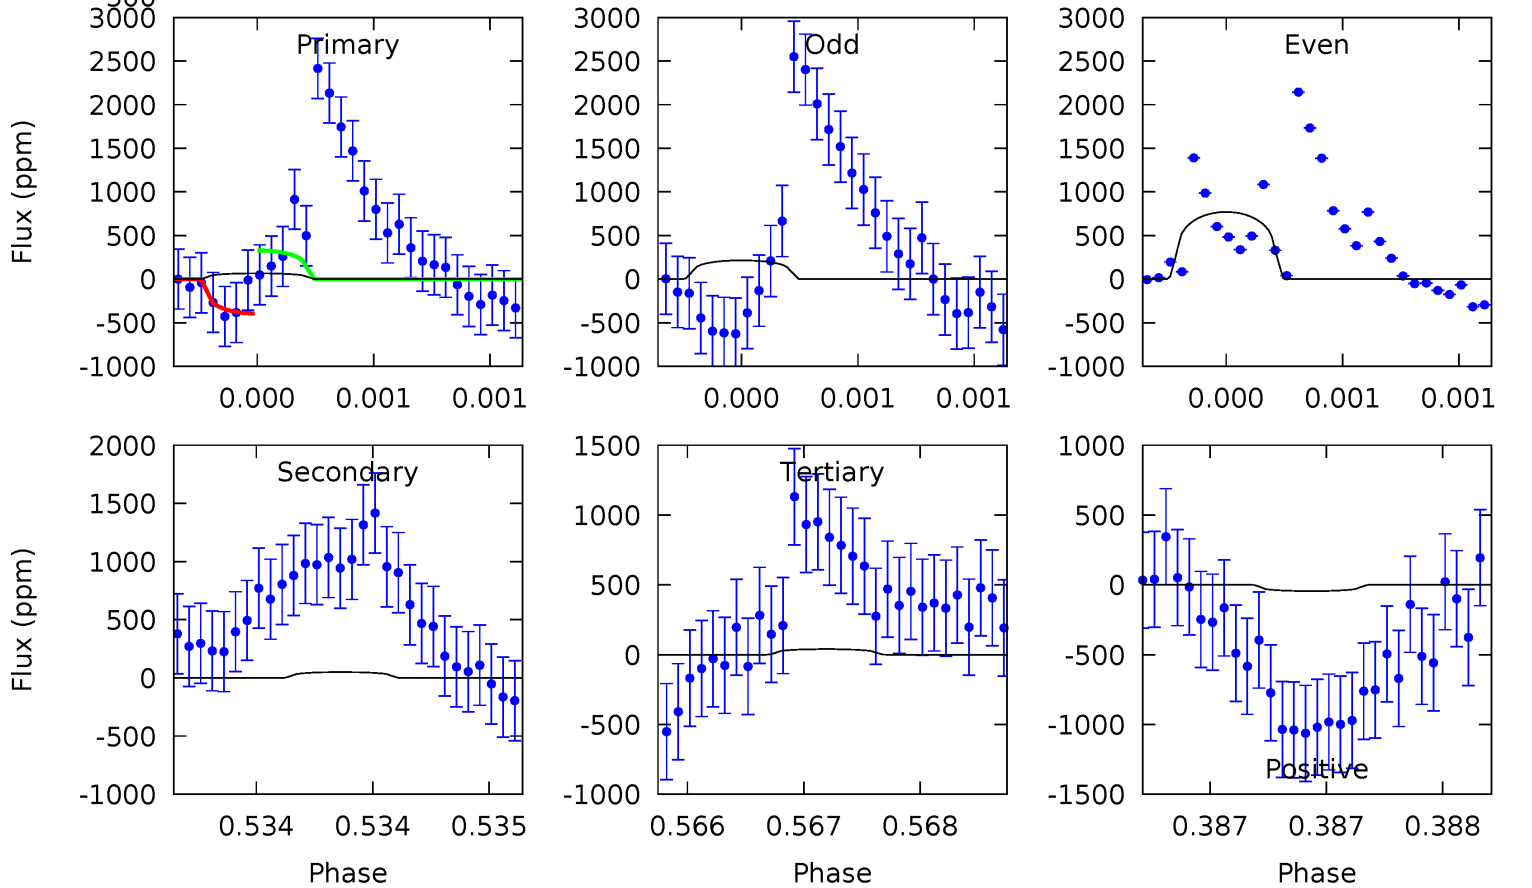 3000 3000 3000
Primary Odd Even
2500 2500 2500
2000 2000 2000
1500 1500 1500
1000 1000 1000
500 500 500
0 0 0
-500 -500 -500
-1000 -1000 -1000
Flux (ppm)
0.000 0.001 0.001 0.000 0.001 0.001 0.000 0.001 0.001
2000 1500 1000
Secondary Tertiary
1500 1000 500
1000 500 0
500 0 -500
0 -500 -1000
-500 -1000 -1500
-1000
Positive
Flux (ppm)
0.534 0.534 0.535 0.566 0.567 0.568 0.387 0.387 0.388
Phase Phase Phase